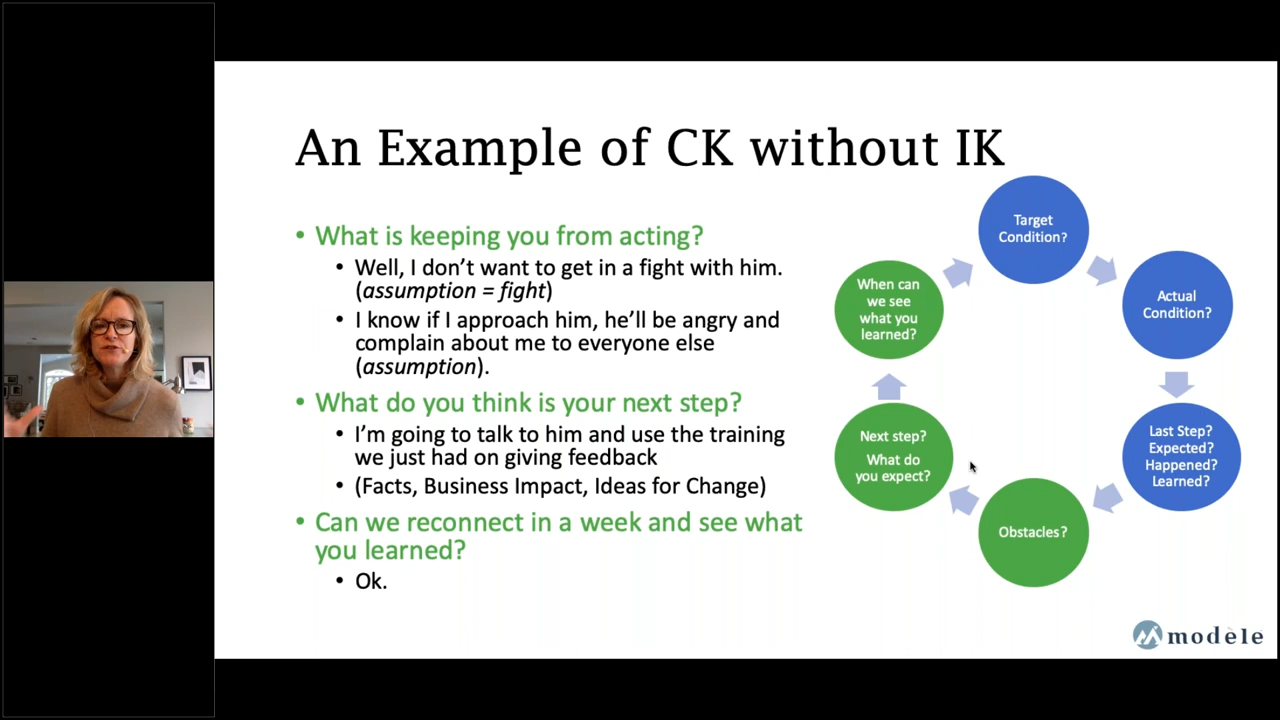 An Example of CK without IK
• What is keeping you from acting?
• Well, I don't want to get in a fight with him.
(assumption = fight)
• I know if I approach him, he'll be angry and
complain about me to everyone else
(assumption).
• What do you think is your next step?
• I'm going to talk to him and use the training
we just had on giving feedback
• (Facts, Business Impact, Ideas for Change)
• Can we reconnect in a week and see what
you learned?
• Ok.
Target
Condition?
Actual
Condition?
Last Step?
Expected?
Happened?
Learned?
Obstacles?
Next step?
What do
you expect?
When can
we see
what you
learned?
modèle